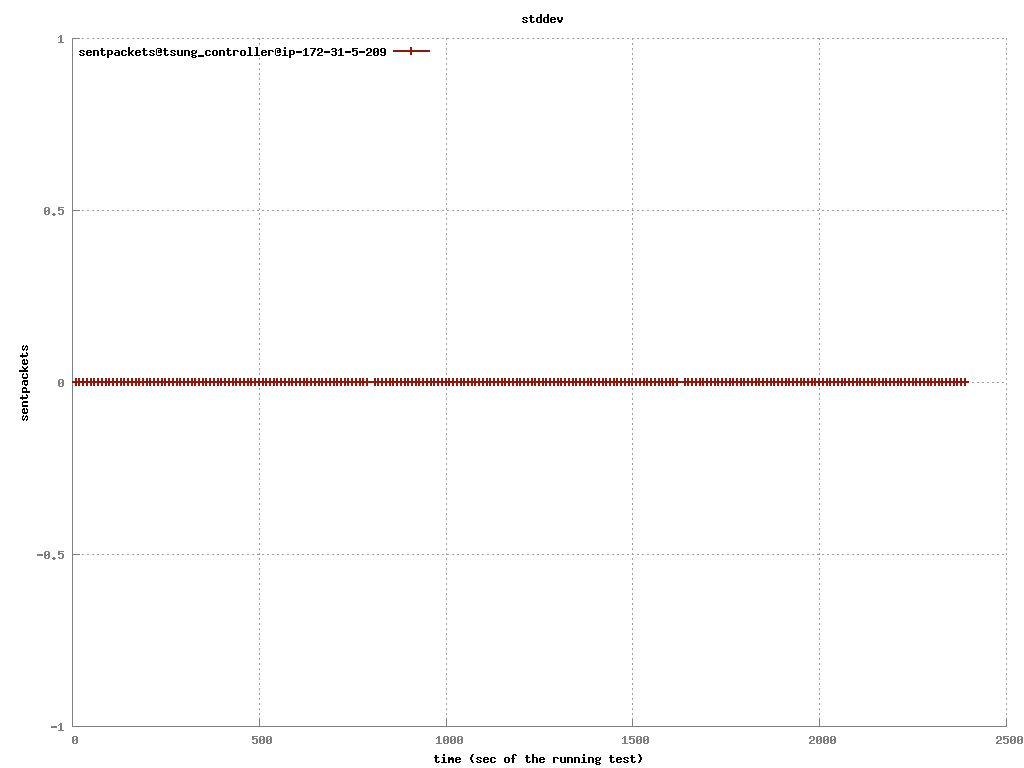 stddev
sentpackets@tsung_controller@ip-172-31-5-209
1
0.5
0
-0.5
-1
sentpackets
0 500 1000 1500 2000 2500
time (sec of the running test)